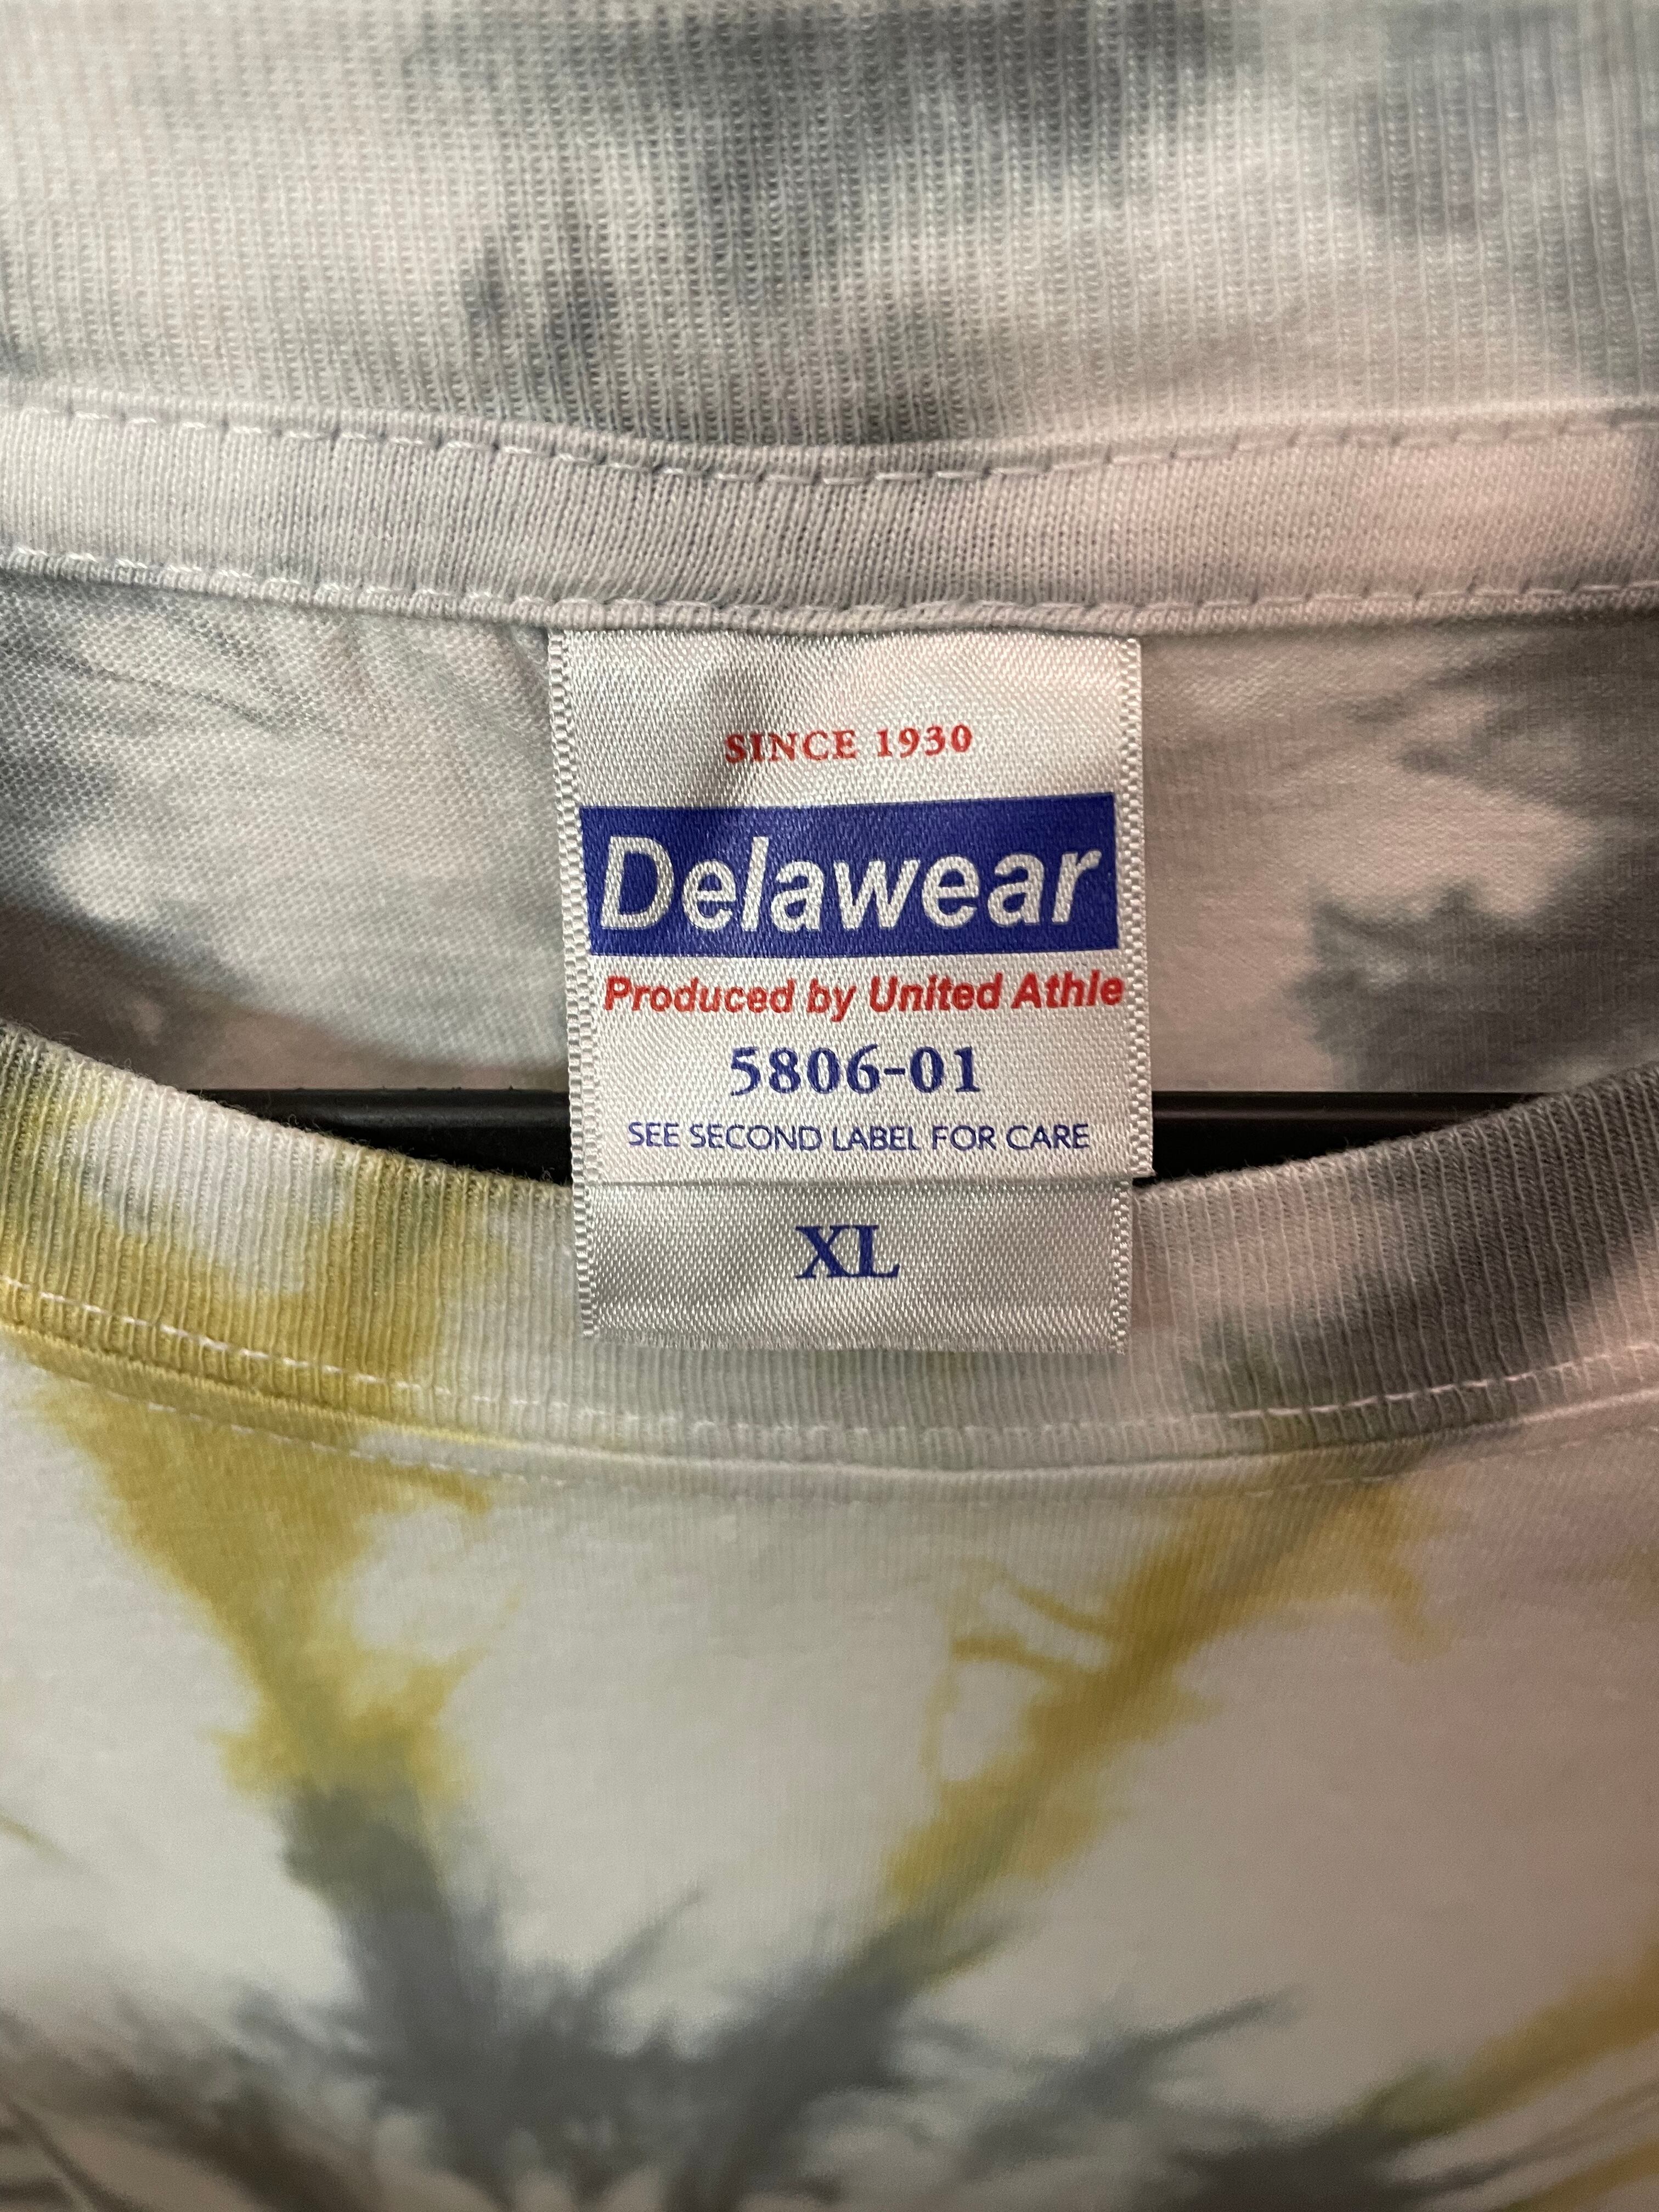 SINCE 1930
Delawear
Produced by United Athle
5806-01
SEE SECOND LABEL FOR CARE
XL